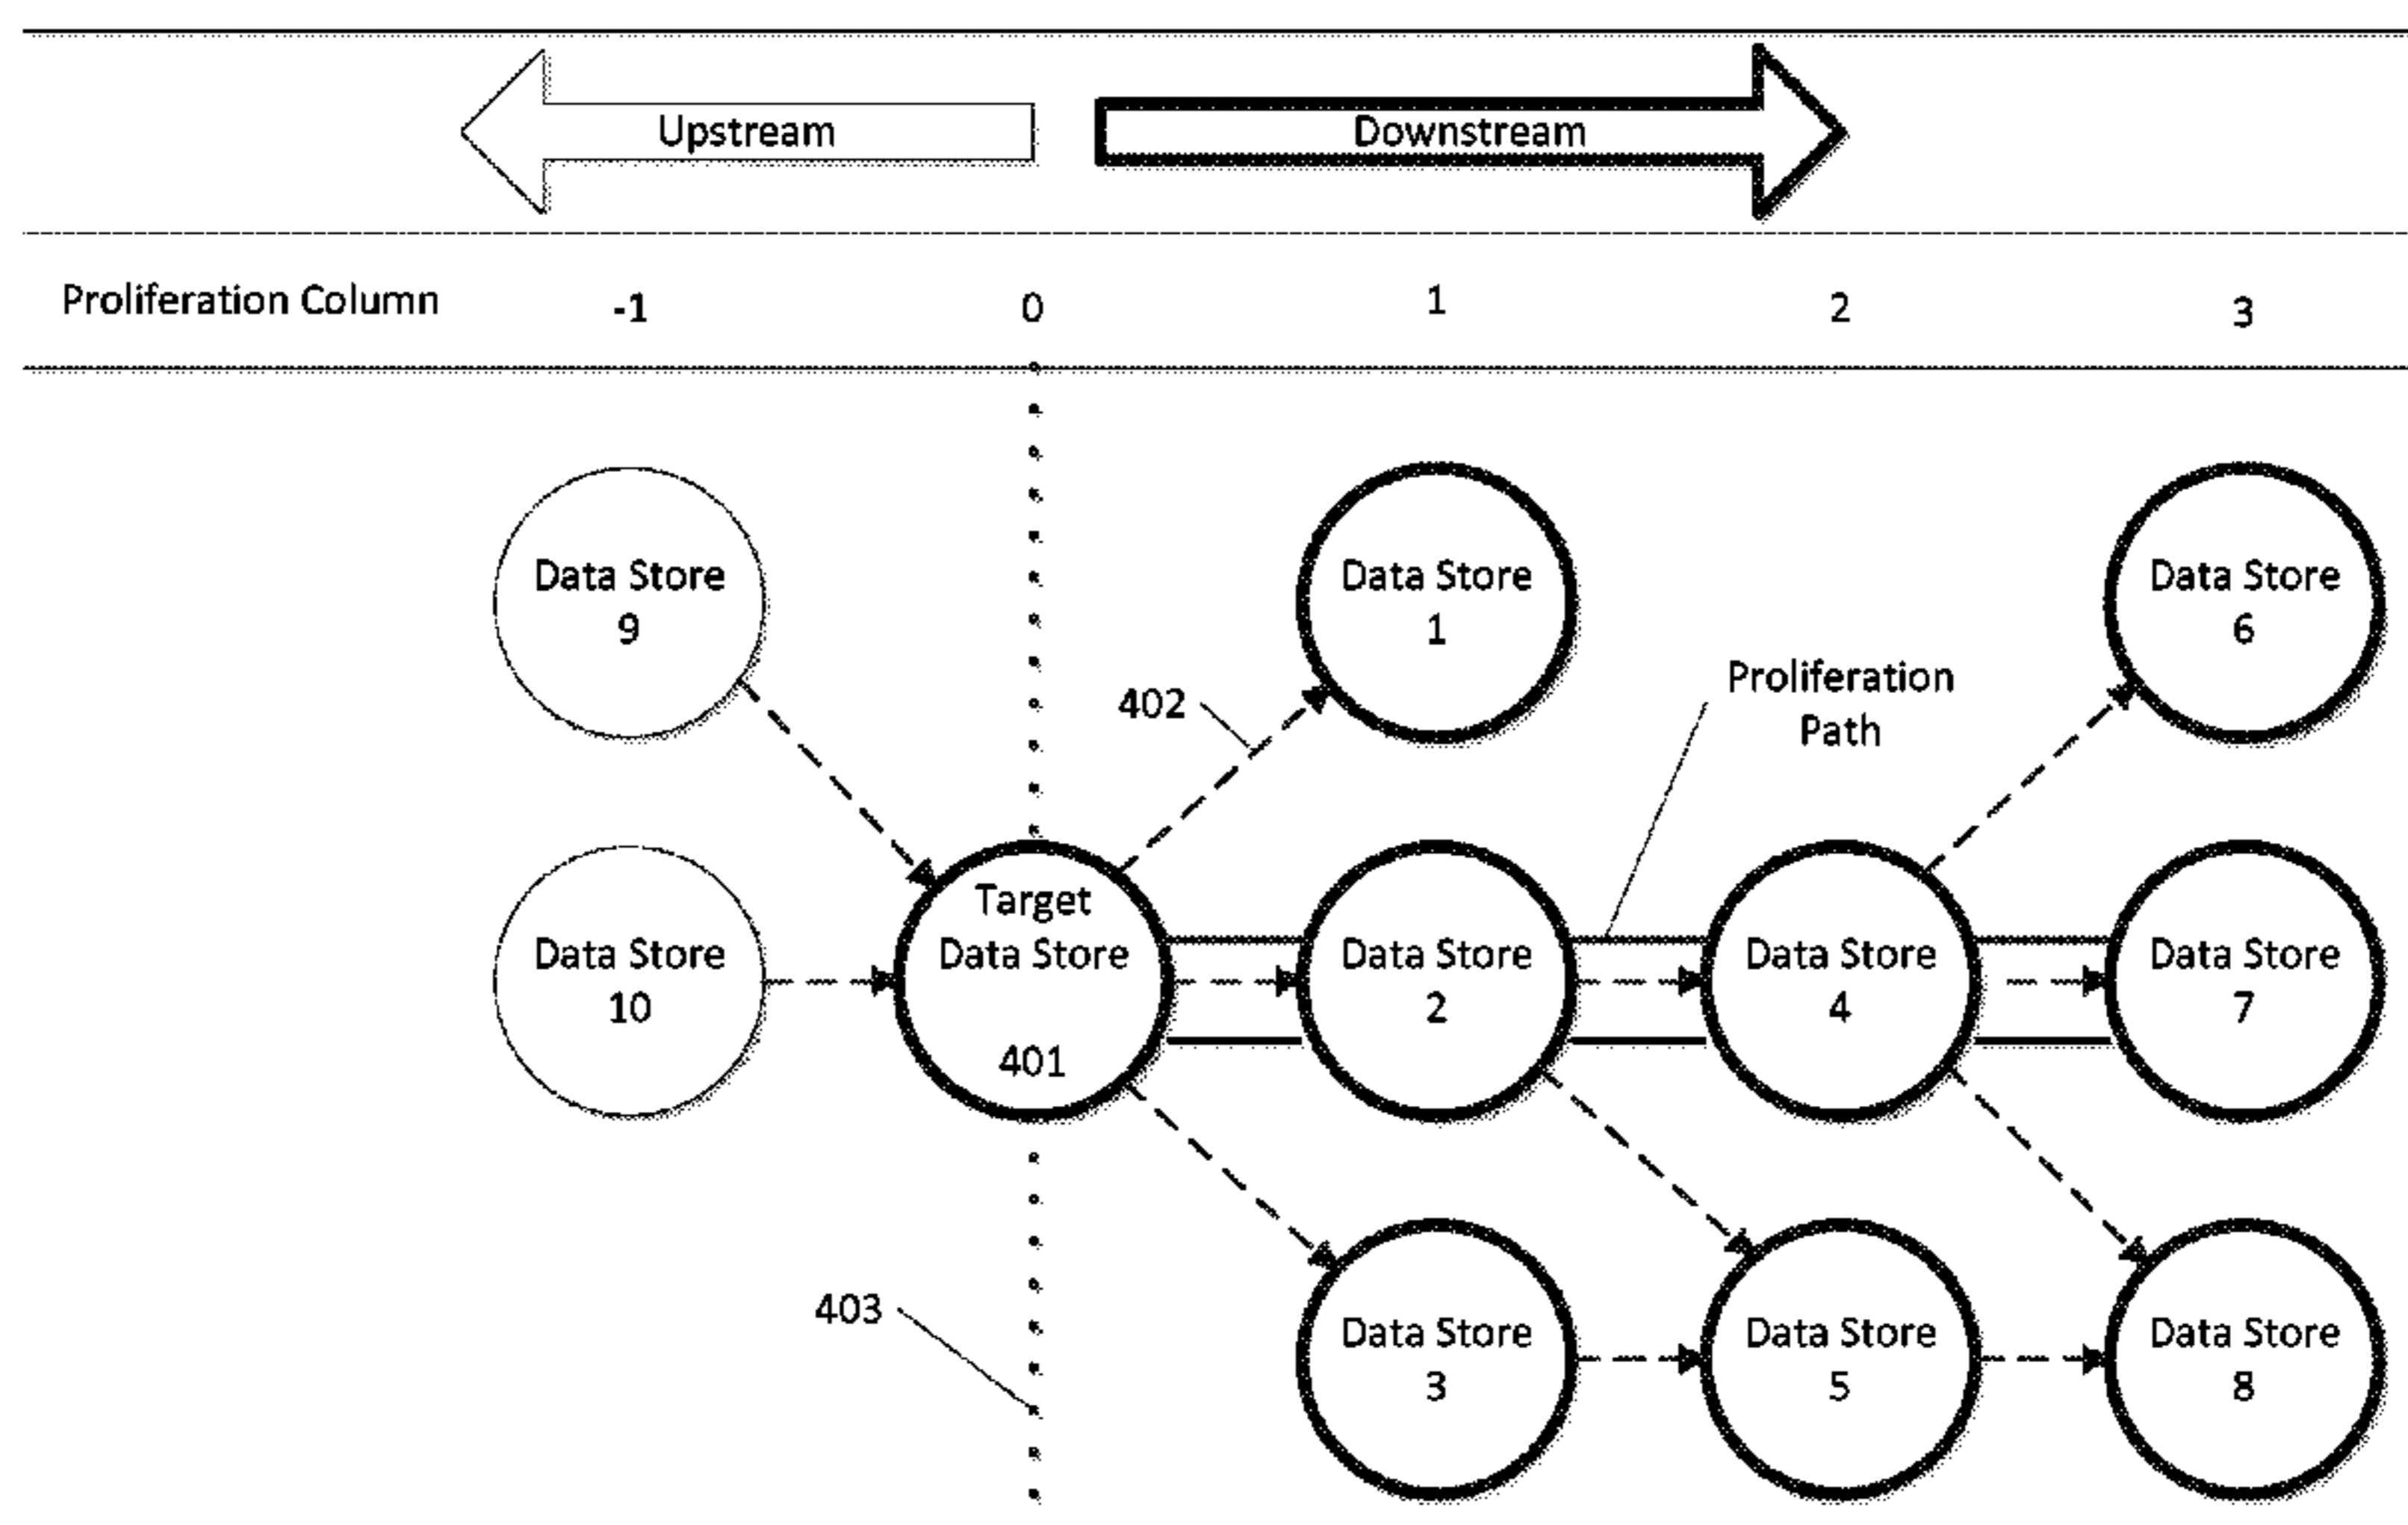 Upstream
Downstream
Proliferation Column
-1
0
1
2
3
Data Store
9
Data Store
1
Data Store
6
402
Proliferation
Path
Data Store
10
Target
Data Store
401
Data Store
2
Data Store
4
Data Store
7
403
Data Store
3
Data Store
5
Data Store
8